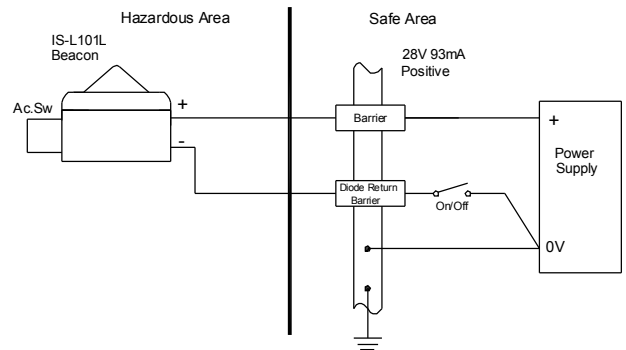 Hazardous Area
Safe Area
IS-L101L
Beacon
28V 93mA
Positive
Ac.Sw
+
-
Barrier
Diode Return
Barrier
On/Off
+
Power
Supply
0V